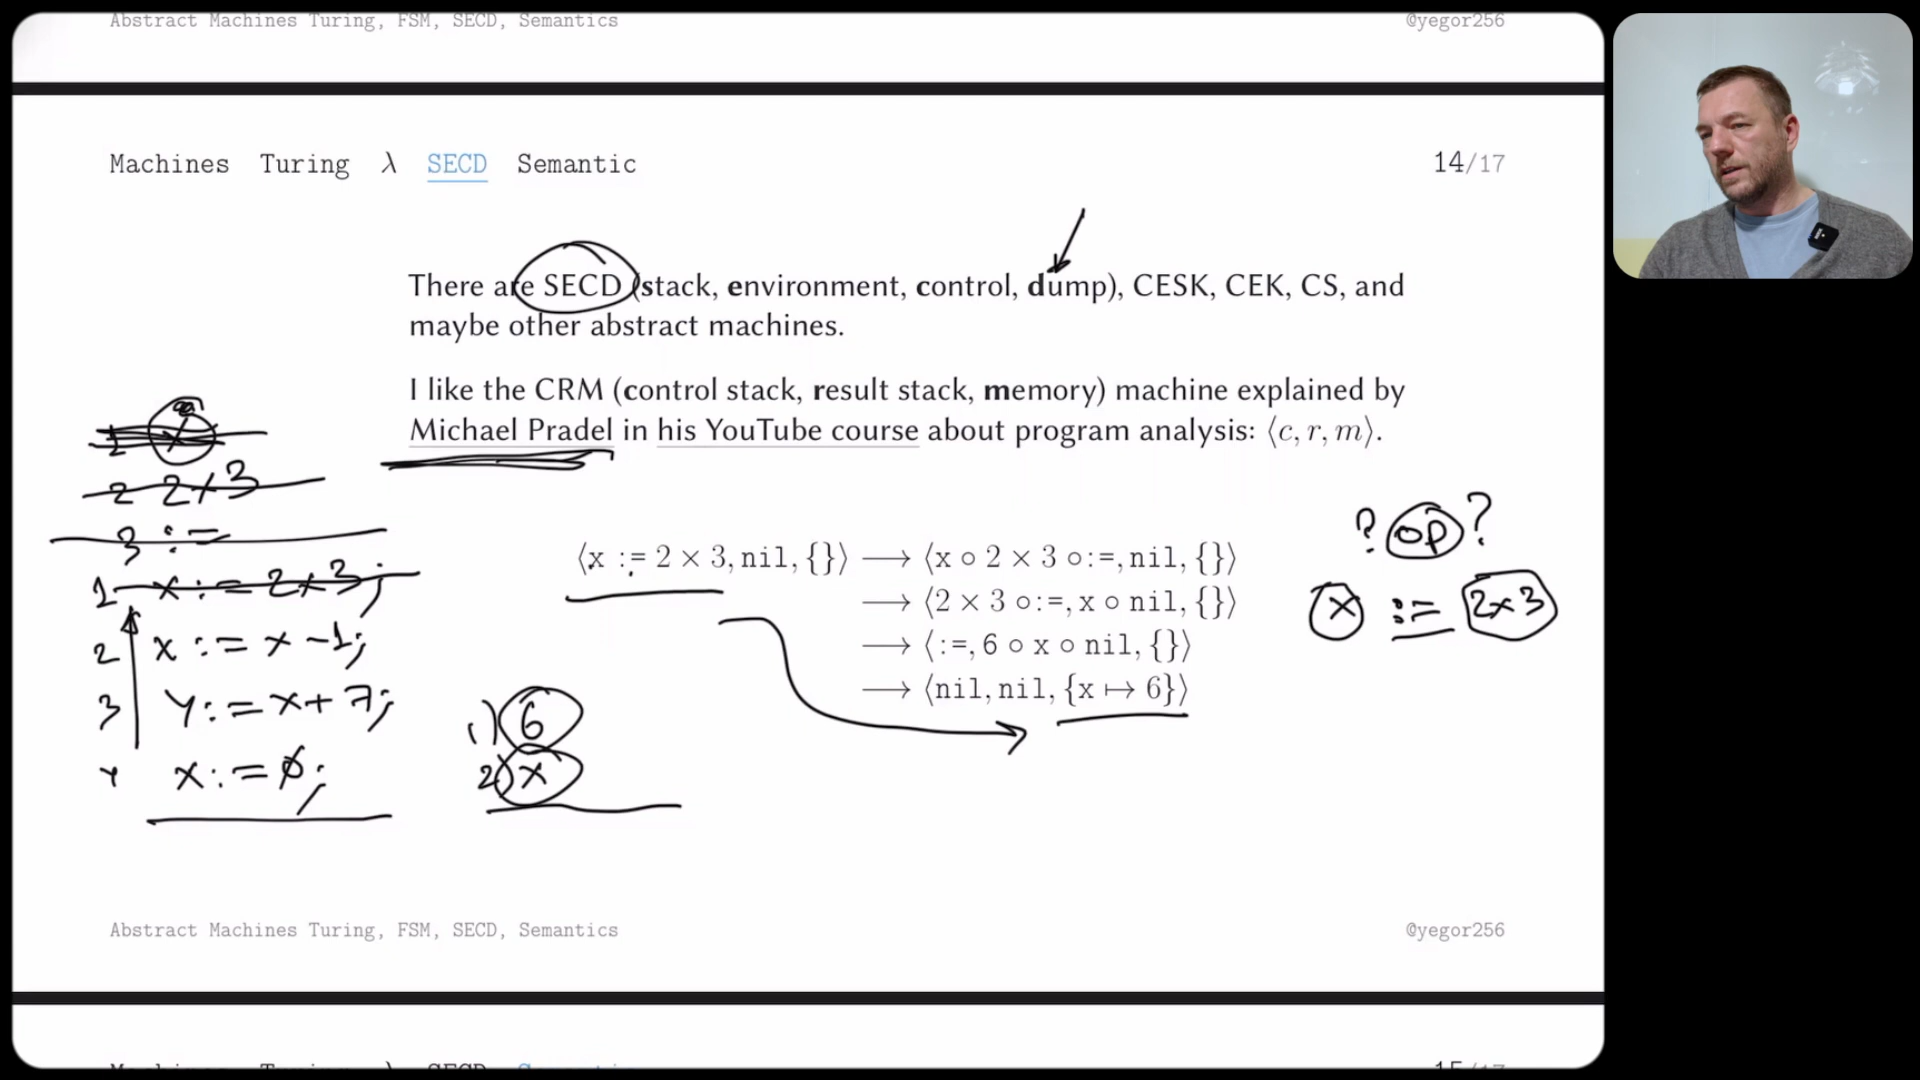 Abstract Machines Turing, FSM, SECD, Semantics @yegor256
Machines Turing λ SECD Semantic 14/17
There are SECD (stack, environment, control, dump), CESK, CEK, CS, and
maybe other abstract machines.
I like the CRM (control stack, result stack, memory) machine explained by
Michael Pradel in his YouTube course about program analysis: ⟨c, r, m⟩.
2 2×3
3 :=
1 x := 2×3;
2 x := x -1;
3 y := x + 7;
x := ø;
1) 6
2) x
⟨x := 2 × 3, nil, {}⟩ ⟶ ⟨x ∘ 2 × 3 ∘:=, nil, {}⟩
⟶ ⟨2 × 3 ∘:=, x ∘ nil, {}⟩
⟶ ⟨:=, 6 ∘ x ∘ nil, {}⟩
⟶ ⟨nil, nil, {x ↦ 6}⟩
? op ?
x := 2×3
Abstract Machines Turing, FSM, SECD, Semantics @yegor256